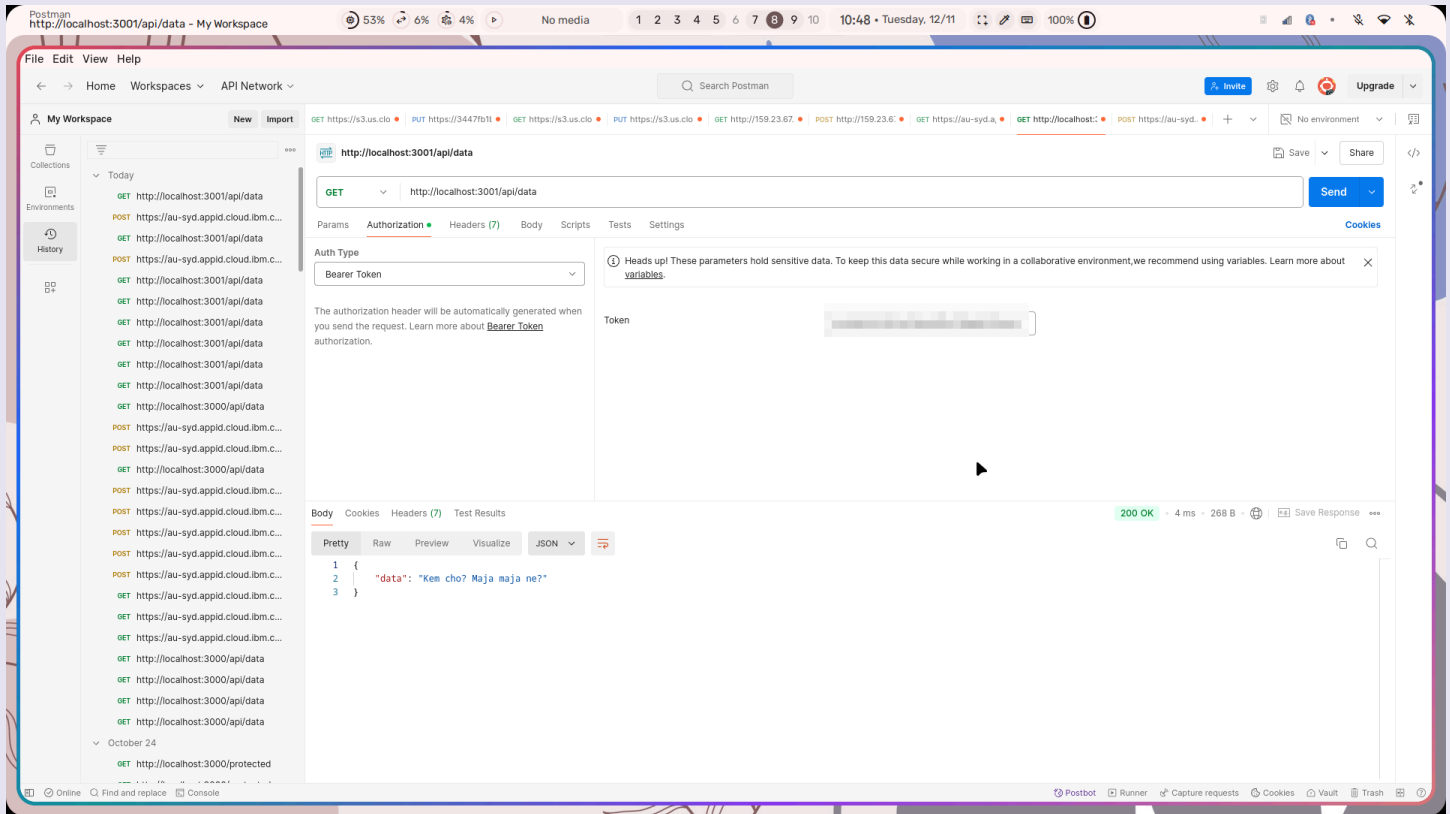 Postman
http://localhost:3001/api/data - My Workspace
53% 6% 4% No media 1 2 3 4 5 6 7 8 9 10 10:48 • Tuesday, 12/11 100%
File Edit View Help
Home Workspaces API Network Search Postman Invite Upgrade
My Workspace New Import
GET https://s3.us.clo PUT https://3447fb1t GET https://s3.us.clo PUT https://s3.us.clo GET http://159.23.67. POST http://159.23.6: GET https://au-syd.a. GET http://localhost: POST https://au-syd.. No environment
Collections
Environments
History
Today
GET http://localhost:3001/api/data
POST https://au-syd.appid.cloud.ibm.c...
GET http://localhost:3001/api/data
POST https://au-syd.appid.cloud.ibm.c...
GET http://localhost:3001/api/data
GET http://localhost:3001/api/data
GET http://localhost:3001/api/data
GET http://localhost:3001/api/data
GET http://localhost:3001/api/data
GET http://localhost:3001/api/data
GET http://localhost:3000/api/data
POST https://au-syd.appid.cloud.ibm.c...
POST https://au-syd.appid.cloud.ibm.c...
GET http://localhost:3000/api/data
POST https://au-syd.appid.cloud.ibm.c...
POST https://au-syd.appid.cloud.ibm.c...
POST https://au-syd.appid.cloud.ibm.c...
POST https://au-syd.appid.cloud.ibm.c...
POST https://au-syd.appid.cloud.ibm.c...
GET https://au-syd.appid.cloud.ibm.c...
GET https://au-syd.appid.cloud.ibm.c...
GET https://au-syd.appid.cloud.ibm.c...
GET http://localhost:3000/api/data
GET http://localhost:3000/api/data
GET http://localhost:3000/api/data
GET http://localhost:3000/api/data
October 24
GET http://localhost:3000/protected
HTTP http://localhost:3001/api/data Save Share
GET http://localhost:3001/api/data Send
Params Authorization Headers (7) Body Scripts Tests Settings Cookies
Auth Type
Bearer Token
The authorization header will be automatically generated when
you send the request. Learn more about Bearer Token
authorization.
Heads up! These parameters hold sensitive data. To keep this data secure while working in a collaborative environment,we recommend using variables. Learn more about
variables.
Token
Body Cookies Headers (7) Test Results 200 OK 4 ms 268 B Save Response
Pretty Raw Preview Visualize JSON
1 {
2 "data": "Kem cho? Maja maja ne?"
3 }
Online Find and replace Console Postbot Runner Capture requests Cookies Vault Trash